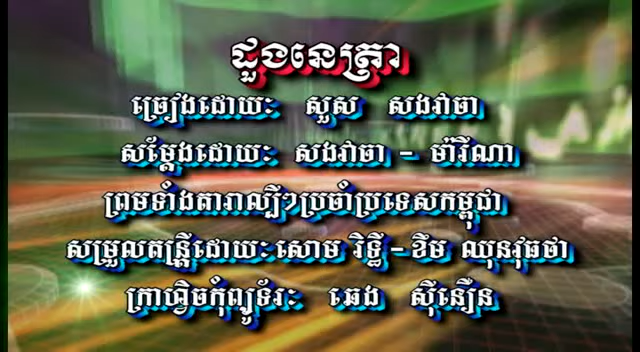 ដួងនេត្រា
ច្រៀងដោយៈ សួស សងវាចា
សម្ដែងដោយៈ សងវាចា - ម៉ារីណា
ព្រមទាំងតារាល្បីៗប្រចាំប្រទេសកម្ពុជា
សម្រួលតន្ត្រីដោយៈ សោម រិទ្ធី - ខឹម ឈុនវុធថា
ក្រាហ្វិចកុំព្យូទ័រៈ ឆេង ស៊ីនឿន